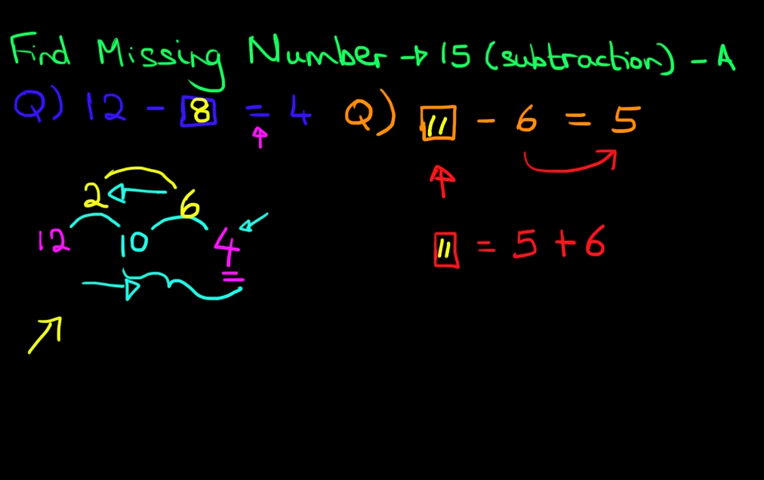 Find Missing Number → 15 (subtraction) - A
Q) 12 - 8 = 4
2 6
12 10 4
Q) 11 - 6 = 5
11 = 5 + 6